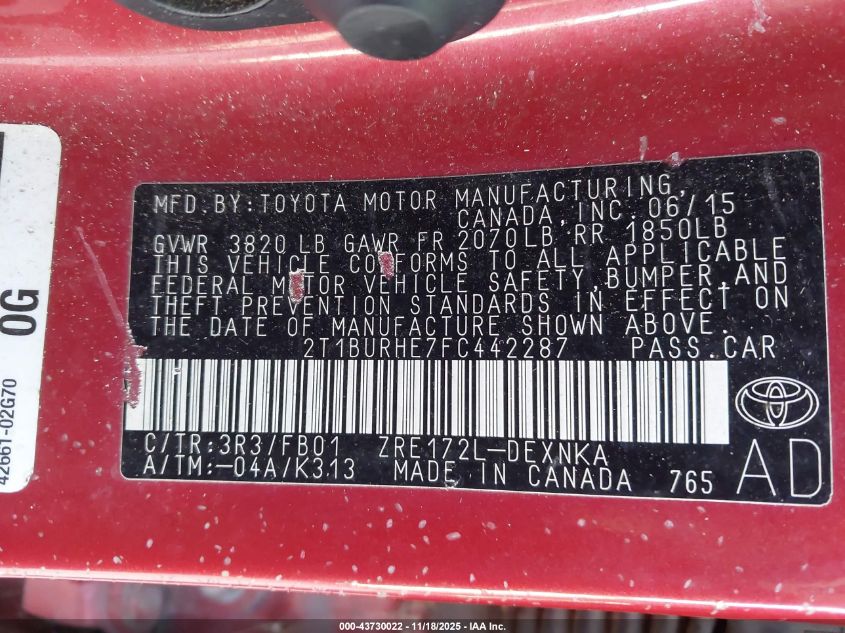 MFD.BY:TOYOTA MOTOR MANUFACTURING,
CANADA,INC.06/15
GVWR 3820LB GAWR FR 2070LB RR 1850LB
THIS VEHICLE CONFORMS TO ALL APPLICABLE
FEDERAL MOTOR VEHICLE SAFETY,BUMPER,AND
THEFT PREVENTION STANDARDS IN EFFECT ON
THE DATE OF MANUFACTURE SHOWN ABOVE.
2T1BURHE7FC442287 PASS.CAR
C/TR:3R3/FB01 ZRE172L-DEXNKA
A/TM:-04A/K313 MADE IN CANADA 765
AD
0G
42661-02G70
000-43730022 - 11/18/2025 - IAA Inc.